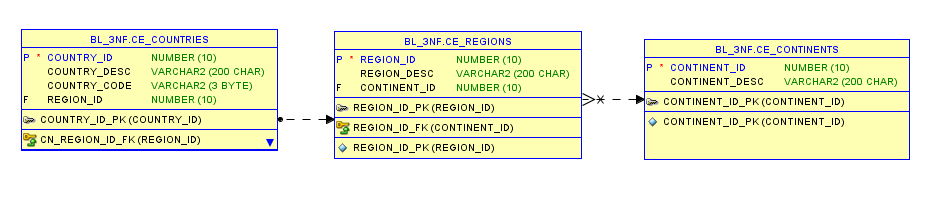 BL_3NF.CE_COUNTRIES
P * COUNTRY_ID NUMBER (10)
COUNTRY_DESC VARCHAR2 (200 CHAR)
COUNTRY_CODE VARCHAR2 (3 BYTE)
F REGION_ID NUMBER (10)
COUNTRY_ID_PK (COUNTRY_ID)
CN_REGION_ID_FK (REGION_ID)
BL_3NF.CE_REGIONS
P * REGION_ID NUMBER (10)
REGION_DESC VARCHAR2 (200 CHAR)
F CONTINENT_ID NUMBER (10)
REGION_ID_PK (REGION_ID)
REGION_ID_FK (CONTINENT_ID)
REGION_ID_PK (REGION_ID)
BL_3NF.CE_CONTINENTS
P * CONTINENT_ID NUMBER (10)
CONTINENT_DESC VARCHAR2 (200 CHAR)
CONTINENT_ID_PK (CONTINENT_ID)
CONTINENT_ID_PK (CONTINENT_ID)